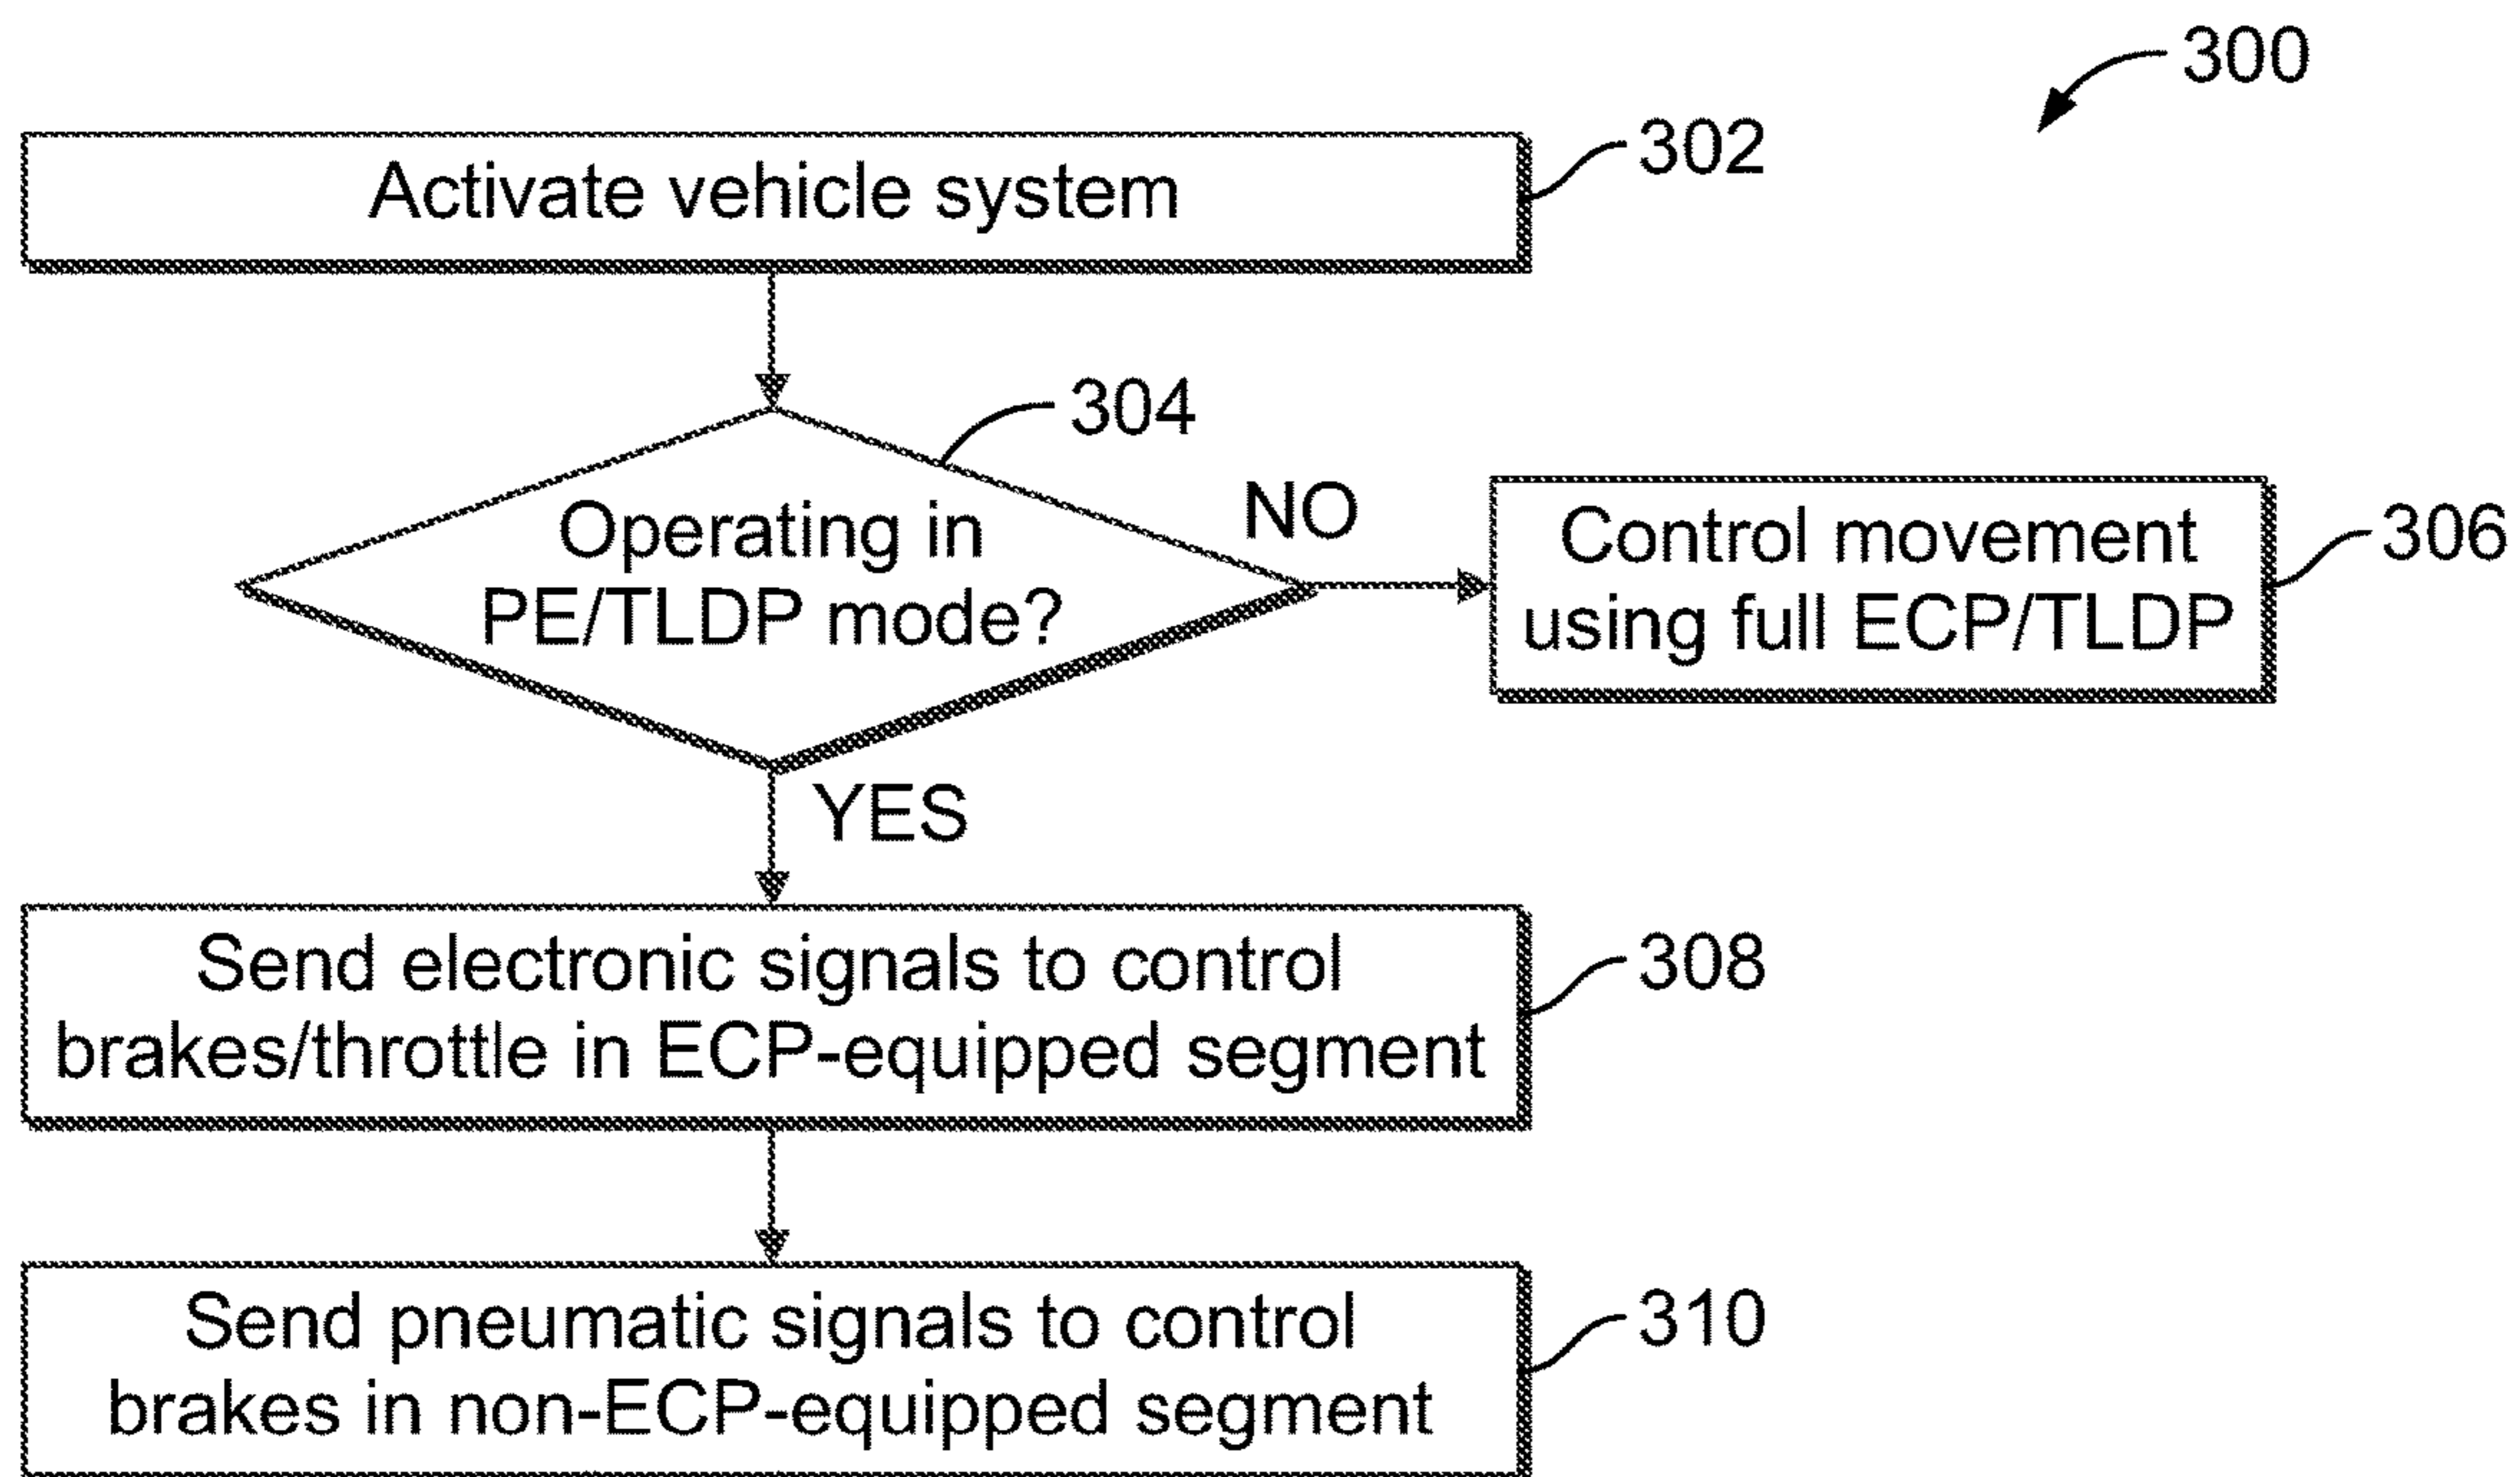 300
302
Activate vehicle system
304
Operating in
PE/TLDP mode?
NO
Control movement
using full ECP/TLDP
306
YES
Send electronic signals to control
brakes/throttle in ECP-equipped segment
308
Send pneumatic signals to control
brakes in non-ECP-equipped segment
310